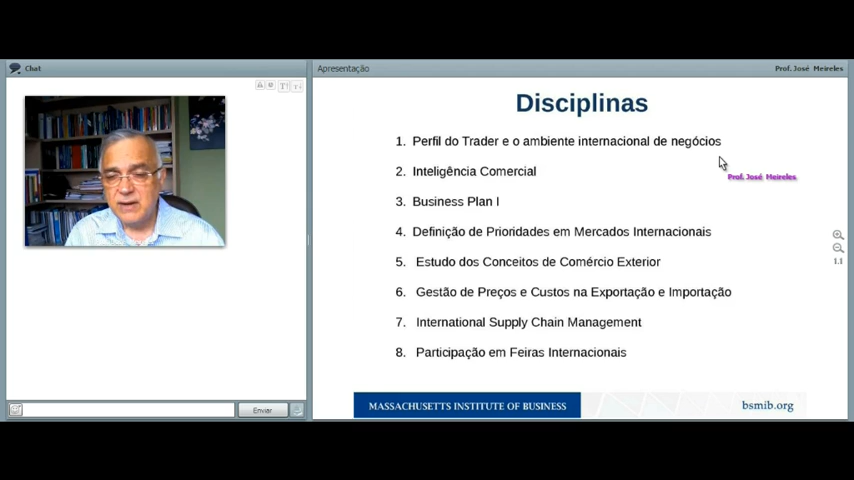 Chat
Apresentação
Prof. José Meireles
Disciplinas
1. Perfil do Trader e o ambiente internacional de negócios
Prof. José Meireles
2. Inteligência Comercial
3. Business Plan I
4. Definição de Prioridades em Mercados Internacionais
5. Estudo dos Conceitos de Comércio Exterior
6. Gestão de Preços e Custos na Exportação e Importação
7. International Supply Chain Management
8. Participação em Feiras Internacionais
1:1
Enviar
MASSACHUSETTS INSTITUTE OF BUSINESS
bsmib.org